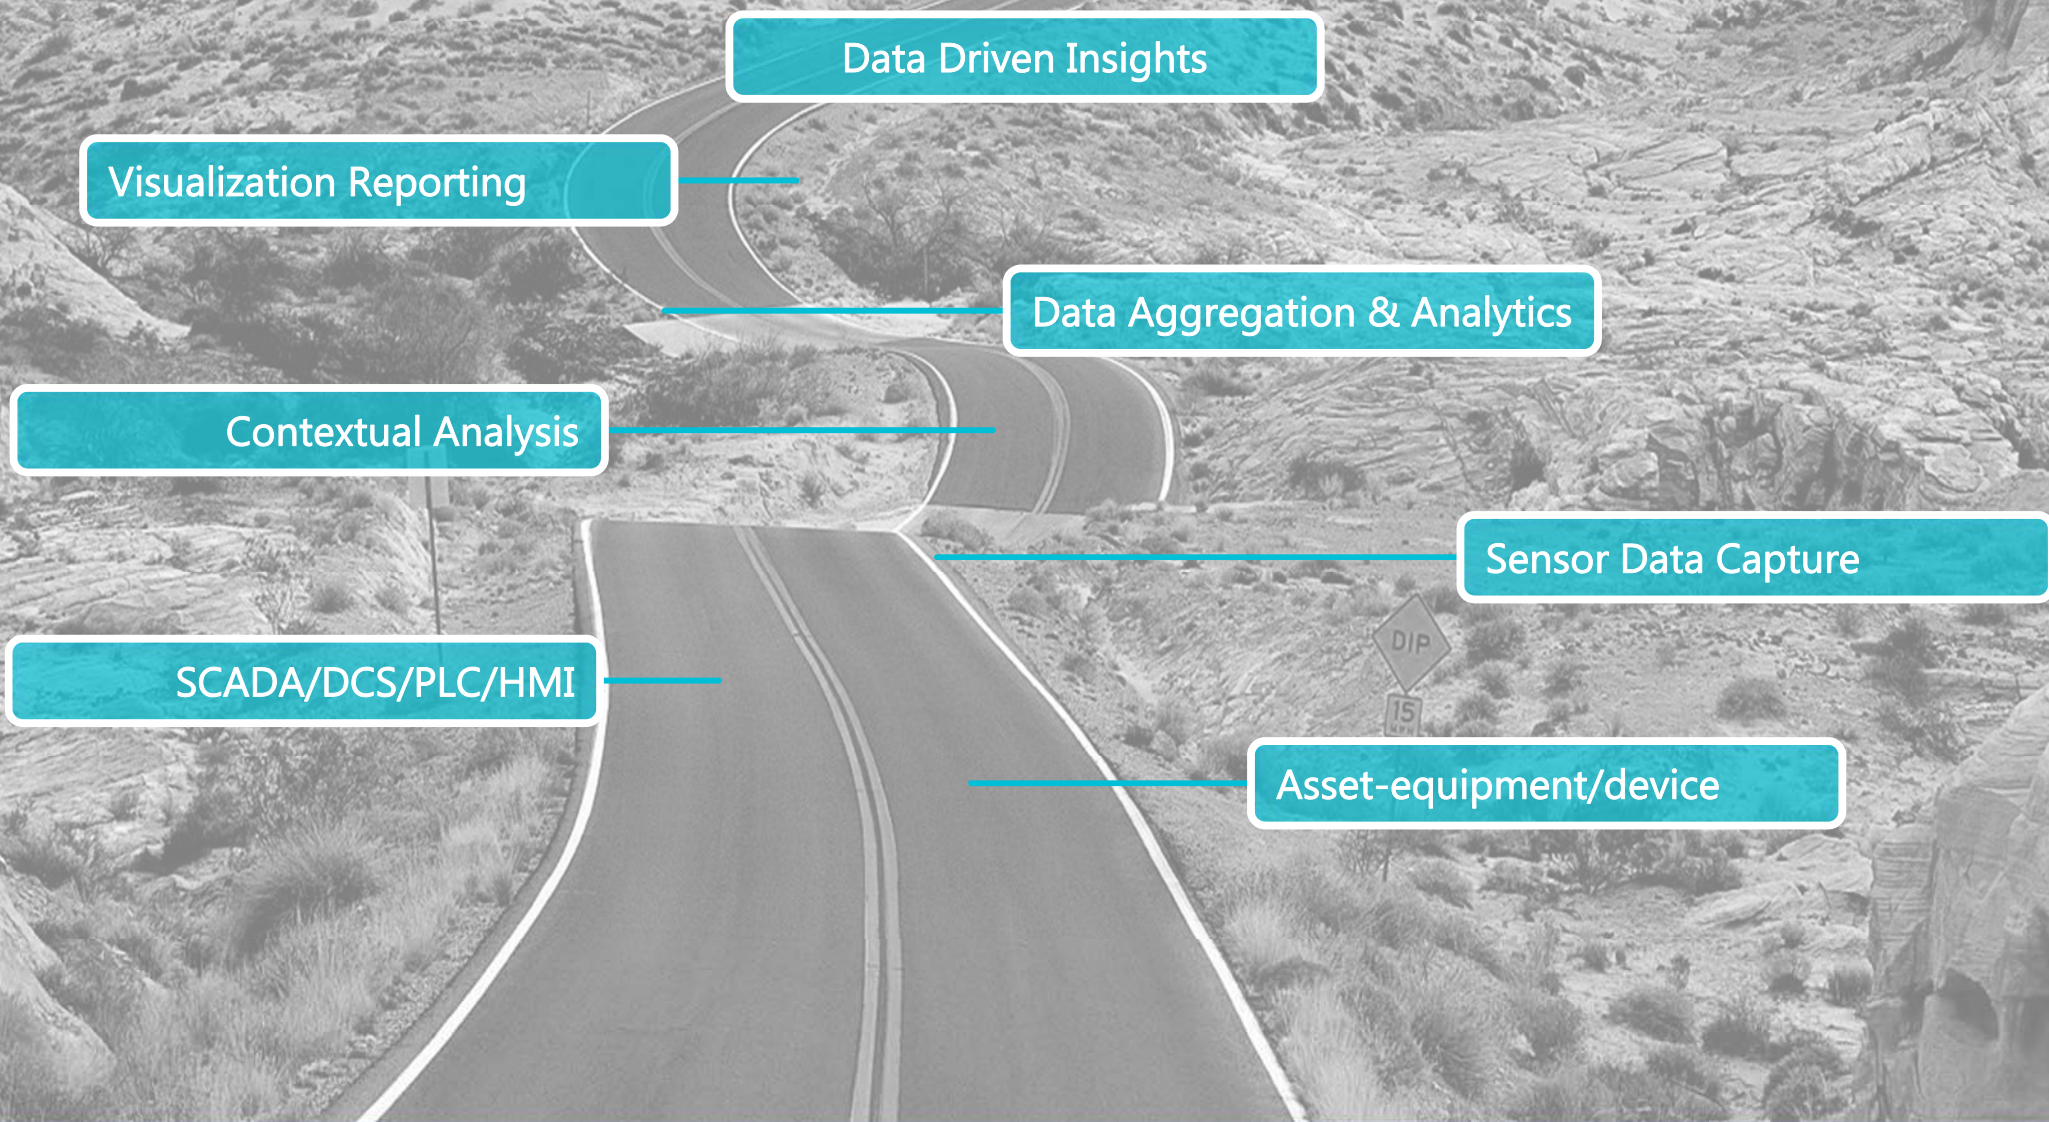 Data Driven Insights
Visualization Reporting
Data Aggregation & Analytics
Contextual Analysis
Sensor Data Capture
DIP
SCADA/DCS/PLC/HMI
15
Asset-equipment/device